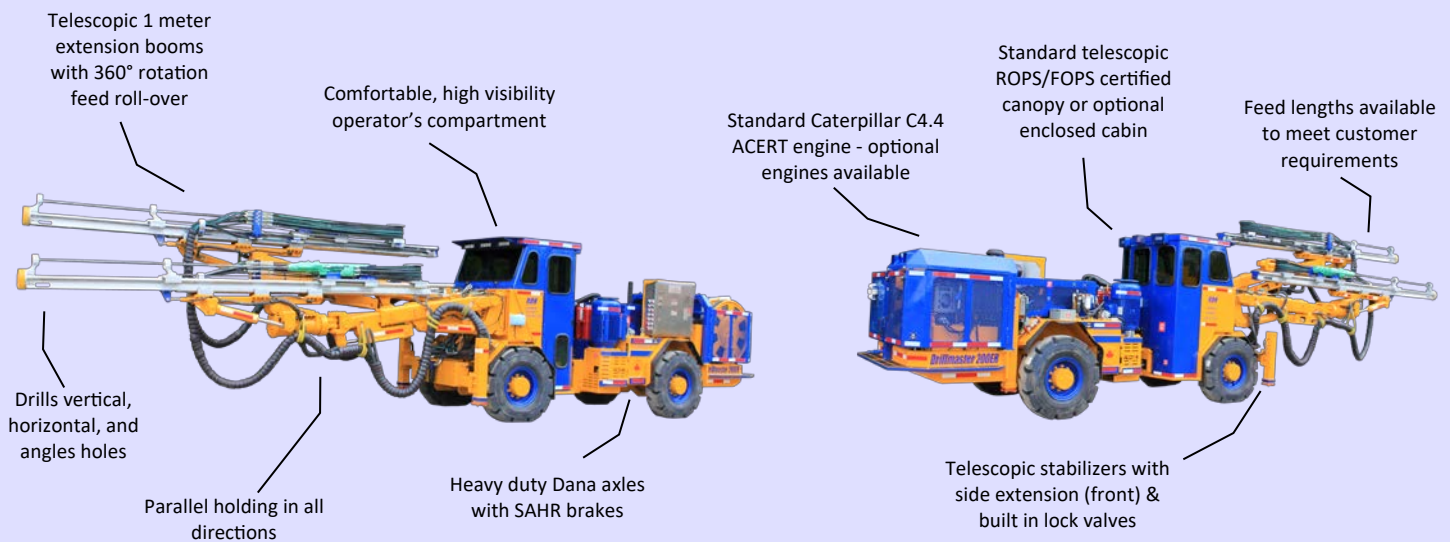 Telescopic 1 meter
extension booms
with 360° rotation
feed roll-over
Comfortable, high visibility
operator's compartment
Standard Caterpillar C4.4
ACERT engine - optional
engines available
Standard telescopic
ROPS/FOPS certified
canopy or optional
enclosed cabin
Feed lengths available
to meet customer
requirements
Drillmaster 200EH
Drills vertical,
horizontal, and
angles holes
Parallel holding in all
directions
Heavy duty Dana axles
with SAHR brakes
Telescopic stabilizers with
side extension (front) &
built in lock valves